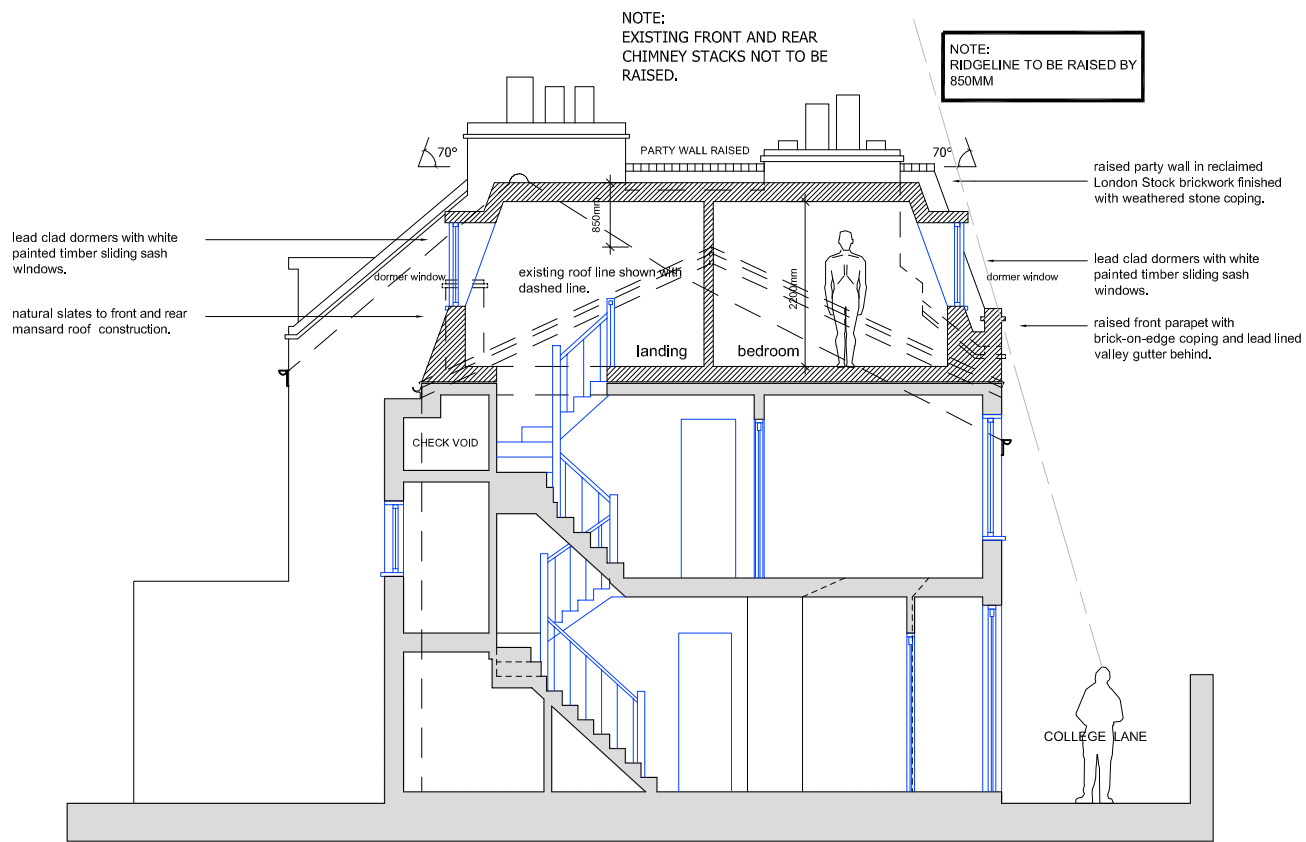 NOTE:
EXISTING FRONT AND REAR
CHIMNEY STACKS NOT TO BE
RAISED.
NOTE:
RIDGELINE TO BE RAISED BY
850MM
70°
PARTY WALL RAISED
70°
raised party wall in reclaimed
London Stock brickwork finished
with weathered stone coping.
850mm
lead clad dormers with white
painted timber sliding sash
windows.
dormer window
existing roof line shown with
dashed line.
2200mm
dormer window
lead clad dormers with white
painted timber sliding sash
windows.
natural slates to front and rear
mansard roof construction.
raised front parapet with
brick-on-edge coping and lead lined
valley gutter behind.
landing
bedroom
CHECK VOID
COLLEGE LANE